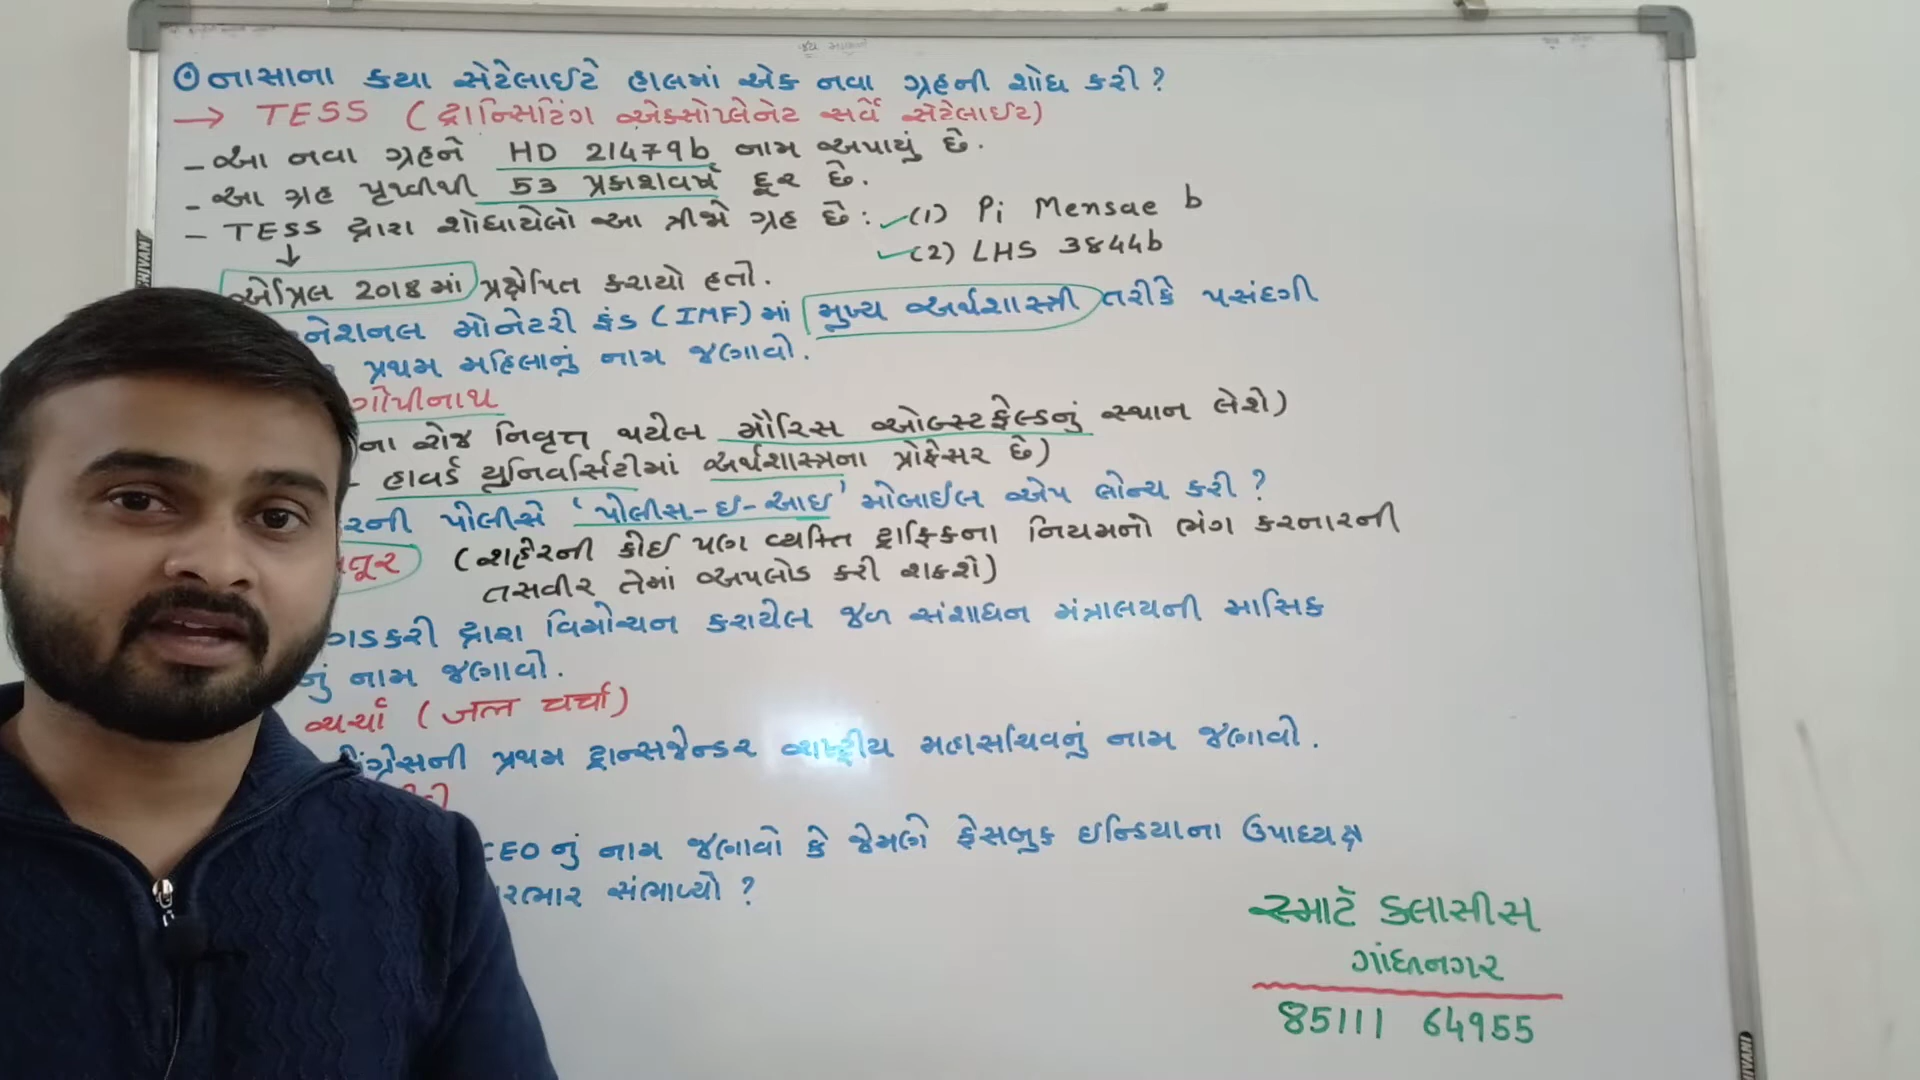 નાસાના કયા સેટેલાઈટે હાલમાં એક નવા ગ્રહની શોધ કરી ?
→ TESS (ટ્રાન્સિટિંગ એક્સોપ્લેનેટ સર્વે સેટેલાઈટ)
- આ નવા ગ્રહને HD 21479b નામ અપાયું છે.
- આ ગ્રહ પૃથ્વીથી 53 પ્રકાશવર્ષ દૂર છે.
- TESS દ્વારા શોધાયેલો આ ત્રીજો ગ્રહ છે : (1) Pi Mensae b
(2) LHS 3844b
એપ્રિલ 2018માં પ્રક્ષેપિત કરાયો હતો.
નેશનલ મોનેટરી ફંડ (IMF)માં મુખ્ય અર્થશાસ્ત્રી તરીકે પસંદગી
પ્રથમ મહિલાનું નામ જણાવો.
ગોપીનાથ
ના રોજ નિવૃત્ત થયેલ મૌરિસ ઓબ્સ્ટફેલ્ડનું સ્થાન લેશે)
- હાવર્ડ યુનિવર્સિટીમાં અર્થશાસ્ત્રના પ્રોફેસર છે)
રની પોલીસે 'પોલીસ-ઈ-આઈ' મોબાઈલ એપ લોન્ચ કરી ?
તૂર (શહેરની કોઈ પણ વ્યક્તિ ટ્રાફિકના નિયમનો ભંગ કરનારની
તસવીર તેમાં અપલોડ કરી શકશે)
ગડકરી દ્વારા વિમોચન કરાયેલ જળ સંશાધન મંત્રાલયની માસિક
નું નામ જણાવો.
ચર્ચા (જલ ચર્ચા)
ગ્રેસની પ્રથમ ટ્રાન્સજેન્ડર રાષ્ટ્રીય મહાસચિવનું નામ જણાવો.
CEO નું નામ જણાવો કે જેમણે ફેસબુક ઇન્ડિયાના ઉપાધ્યક્ષ
રભાર સંભાળ્યો ?
સ્માર્ટ ક્લાસીસ
ગાંધીનગર
85111 64955